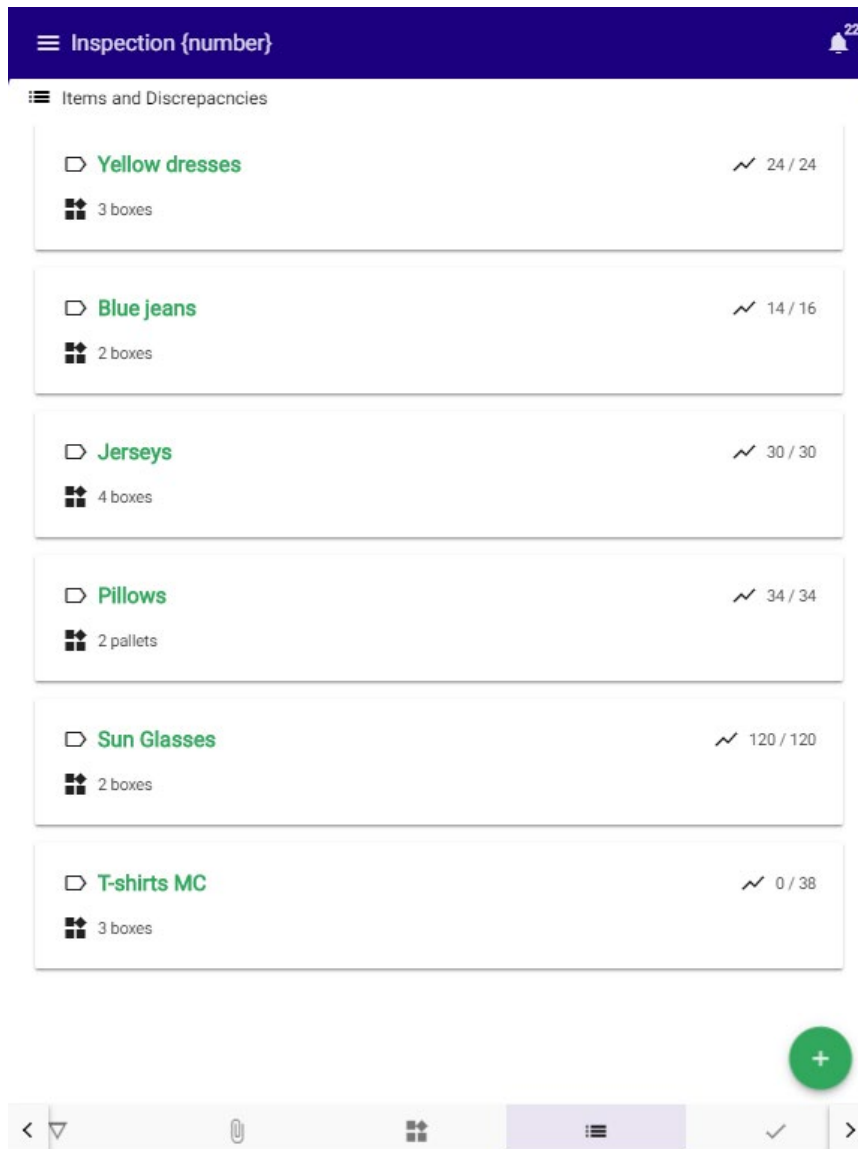 Inspection {number}
22
Items and Discrepacncies
Yellow dresses
24 / 24
3 boxes
Blue jeans
14 / 16
2 boxes
Jerseys
30 / 30
4 boxes
Pillows
34 / 34
2 pallets
Sun Glasses
120 / 120
2 boxes
T-shirts MC
0 / 38
3 boxes